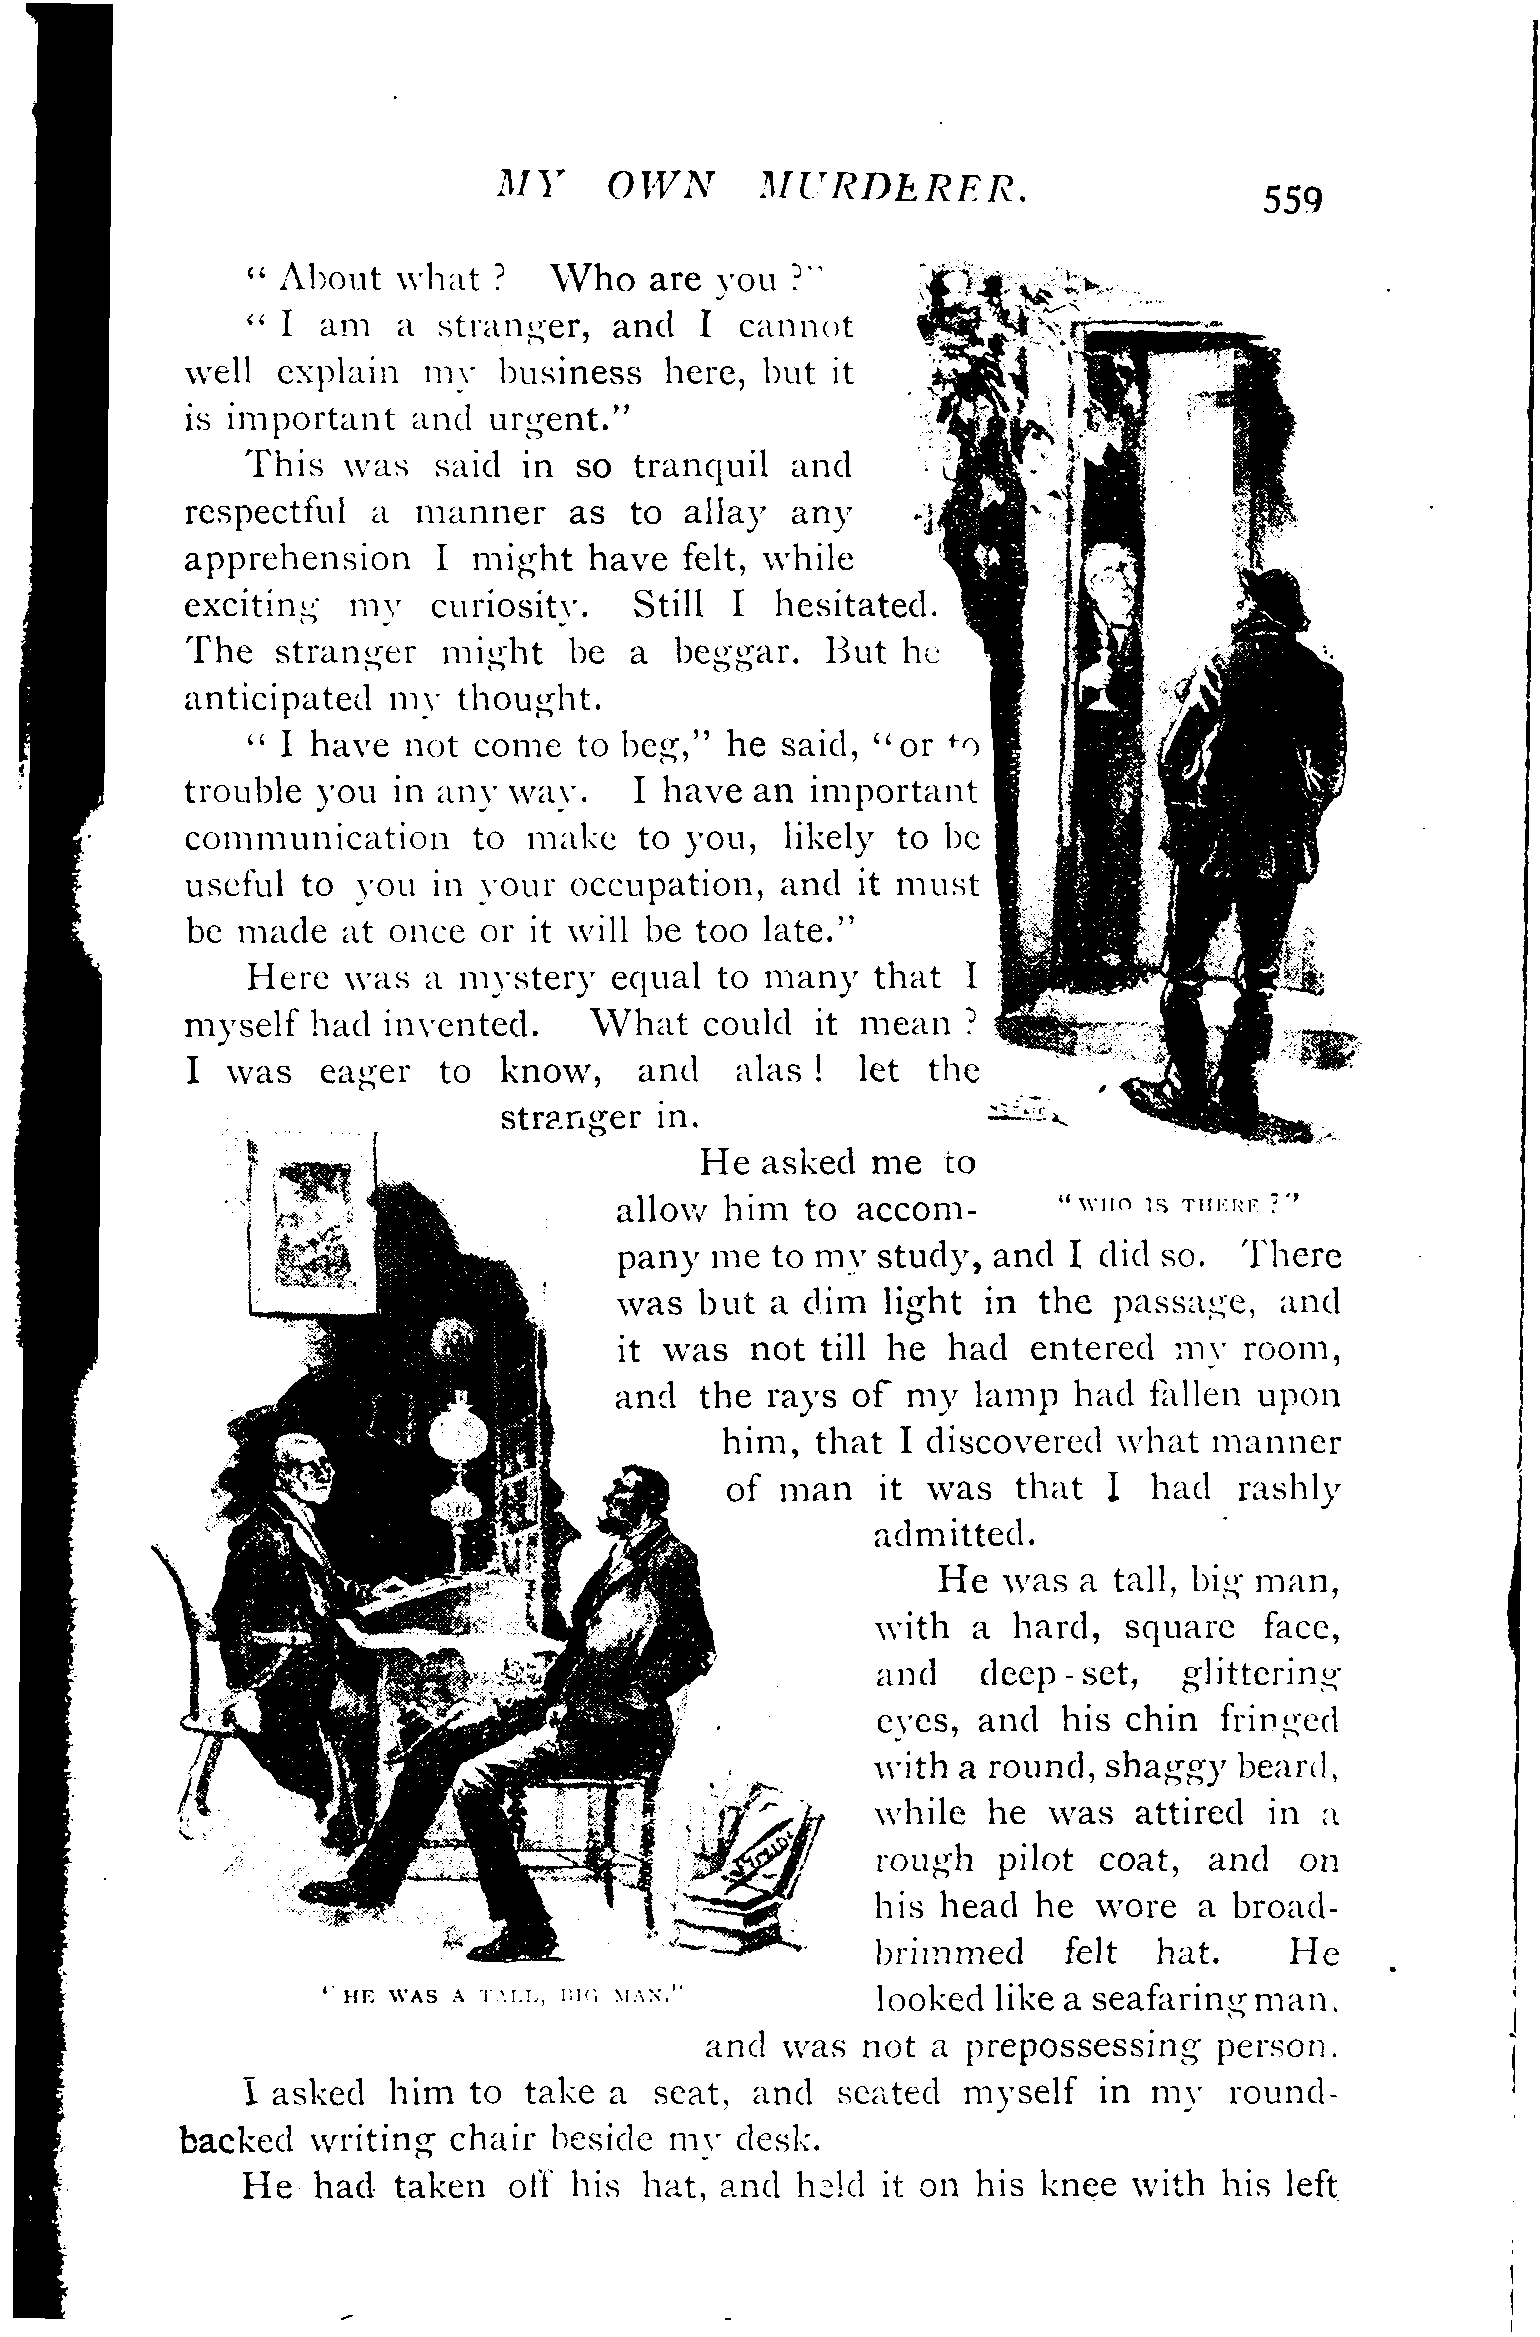 MY OWN MURDERER.
559
“ About what ? Who are you ?”
“ I am a stranger, and I cannot
well explain my business here, but it
is important and urgent.”
This was said in so tranquil and
respectful a manner as to allay any
apprehension I might have felt, while
exciting my curiosity. Still I hesitated.
The stranger might be a beggar. But he
anticipated my thought.
“ I have not come to beg,” he said, “or to
trouble you in any way. I have an important
communication to make to you, likely to be
useful to you in your occupation, and it must
be made at once or it will be too late.”
Here was a mystery equal to many that I
myself had invented. What could it mean ?
I was eager to know, and alas ! let the
stranger in.
He asked me to
allow him to accom-
“WHO IS THERE ?”
pany me to my study, and I did so. There
was but a dim light in the passage, and
it was not till he had entered my room,
and the rays of my lamp had fallen upon
him, that I discovered what manner
of man it was that I had rashly
admitted.
He was a tall, big man,
with a hard, square face,
and deep-set, glittering
eyes, and his chin fringed
with a round, shaggy beard,
while he was attired in a
rough pilot coat, and on
his head he wore a broad-
brimmed felt hat. He
looked like a seafaring man,
“HE WAS A TALL, BIG MAN.”
and was not a prepossessing person.
I asked him to take a seat, and seated myself in my round-
backed writing chair beside my desk.
He had taken off his hat, and held it on his knee with his left